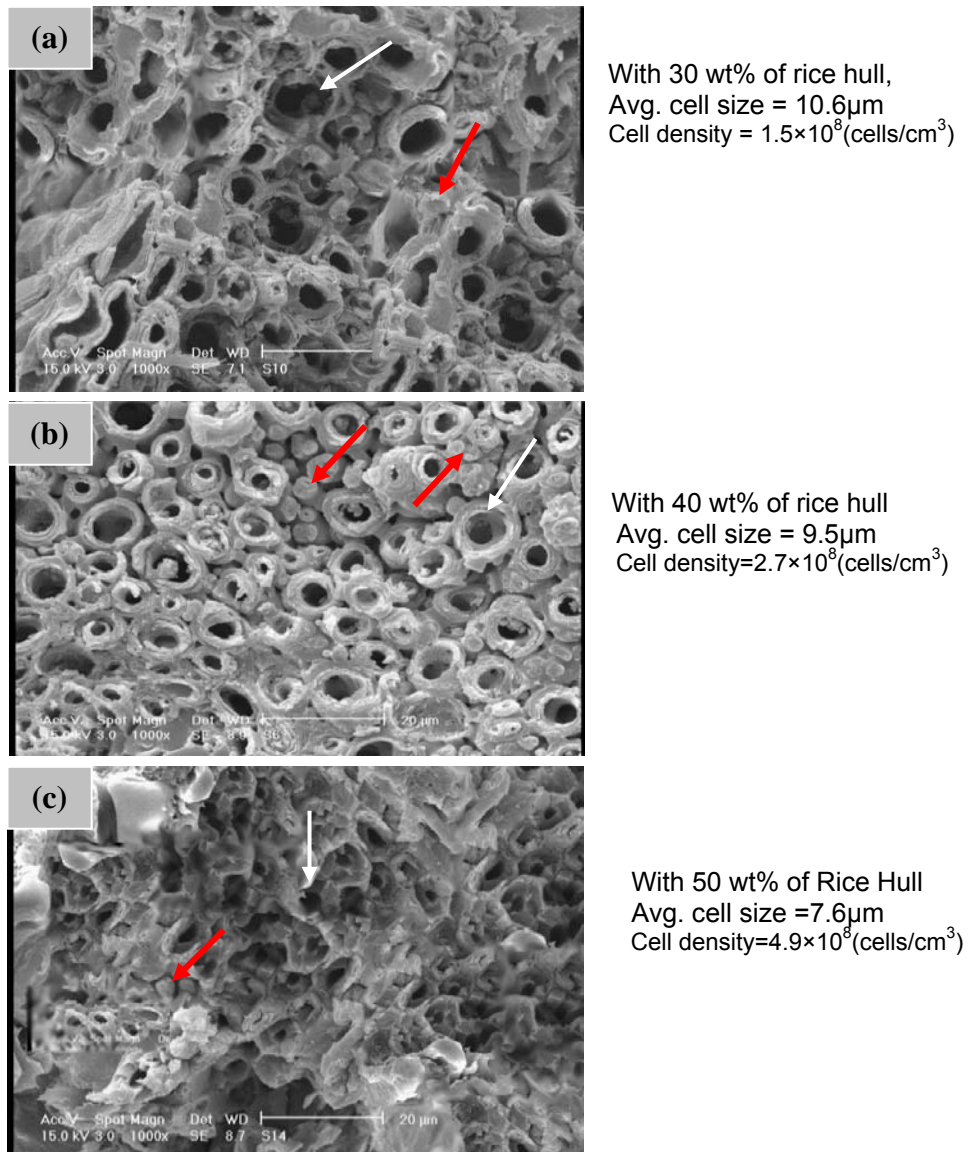 (a)
With 30 wt% of rice hull,
Avg. cell size = 10.6µm
Cell density = 1.5×10⁸(cells/cm³)
Acc.V Spot Magn Det WD
15.0 kV 3.0 1000x SE 7.1 S10
(b)
With 40 wt% of rice hull
Avg. cell size = 9.5µm
Cell density=2.7×10⁸(cells/cm³)
Acc.V Spot Magn Det WD 20 µm
15.0 kV 3.0 1000x SE 8.9 S6
(c)
With 50 wt% of Rice Hull
Avg. cell size =7.6µm
Cell density=4.9×10⁸(cells/cm³)
Acc.V Spot Magn Det WD 20 µm
15.0 kV 3.0 1000x SE 8.7 S14